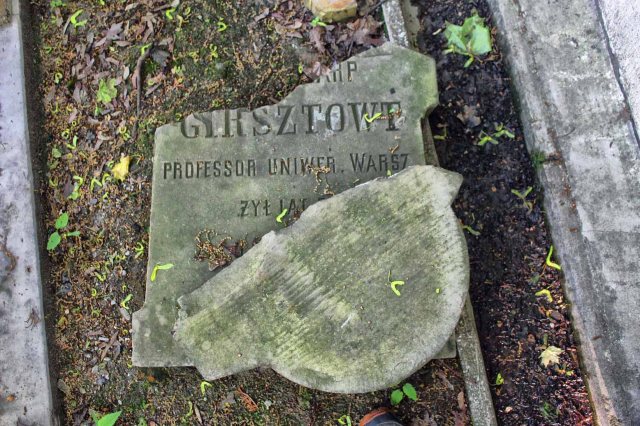 GIRSZTOWT
PROFESSOR UNIWER. WARSZ
ŻYŁ LAT